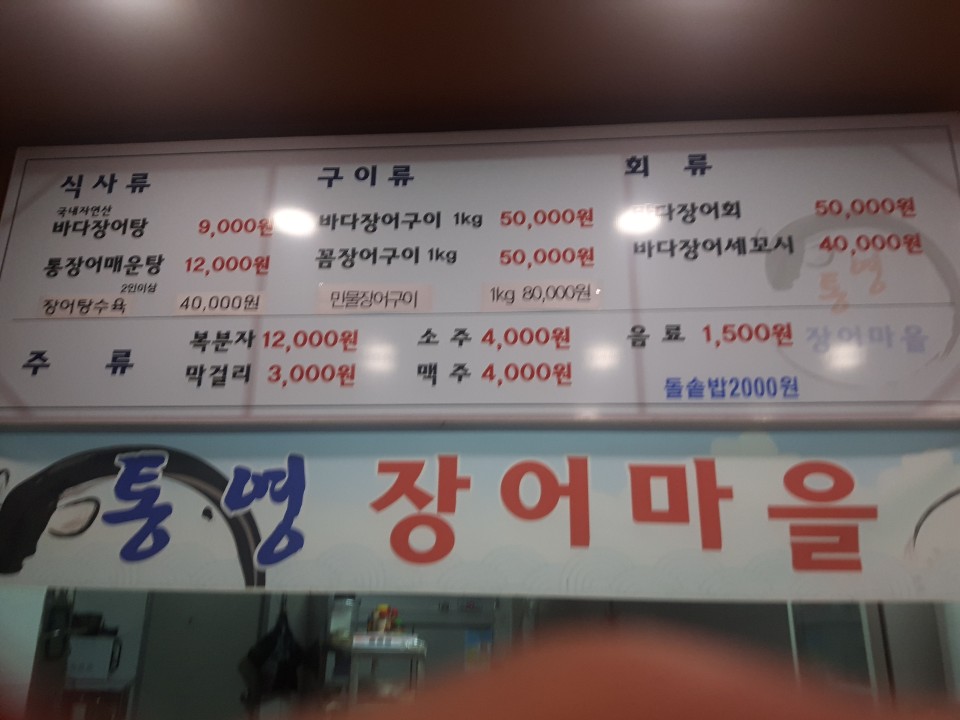 식사류
국내자연산
바다장어탕 9,000원
통장어매운탕 12,000원
2인이상
장어탕수육 40,000원
구이류
바다장어구이 1kg 50,000원
꼼장어구이 1kg 50,000원
민물장어구이 1kg 80,000원
회 류
바다장어회 50,000원
바다장어세꼬시 40,000원
주 류
복분자 12,000원
막걸리 3,000원
소 주 4,000원
맥 주 4,000원
음 료 1,500원
돌솥밥2000원
통영
장어마을
통영 장어마을